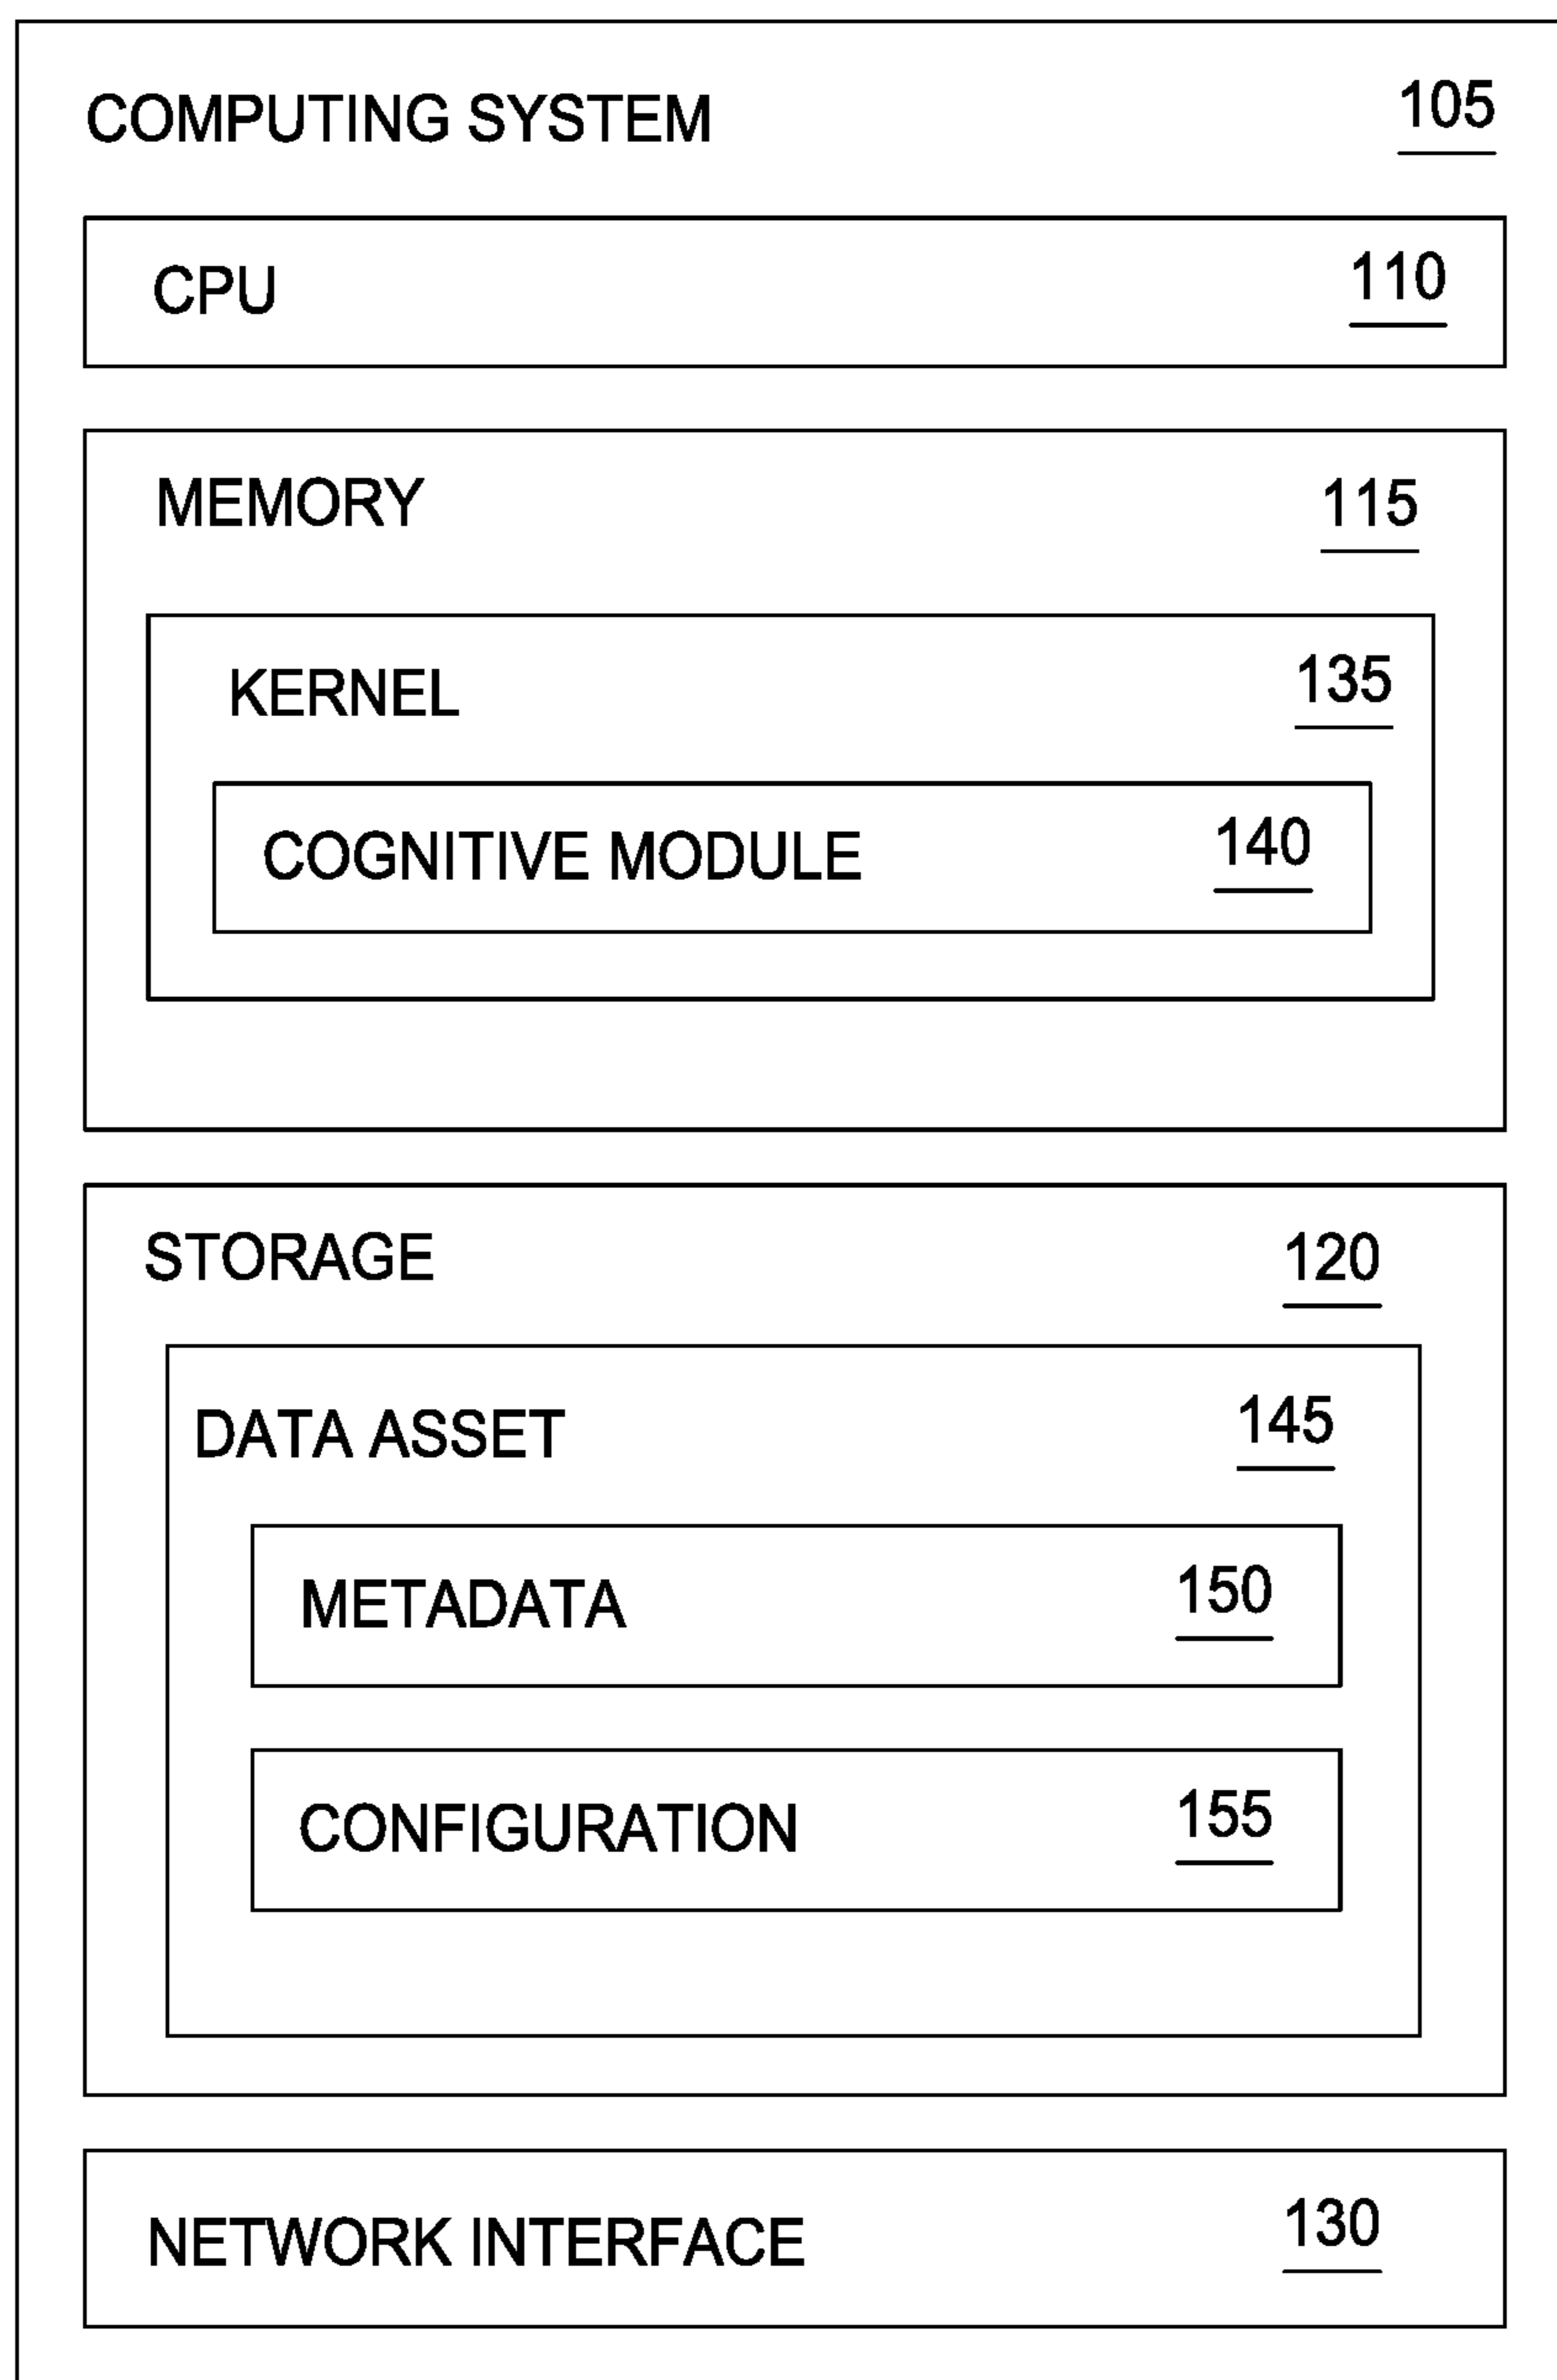 COMPUTING SYSTEM 105
CPU 110
MEMORY 115
KERNEL 135
COGNITIVE MODULE 140
STORAGE 120
DATA ASSET 145
METADATA 150
CONFIGURATION 155
NETWORK INTERFACE 130